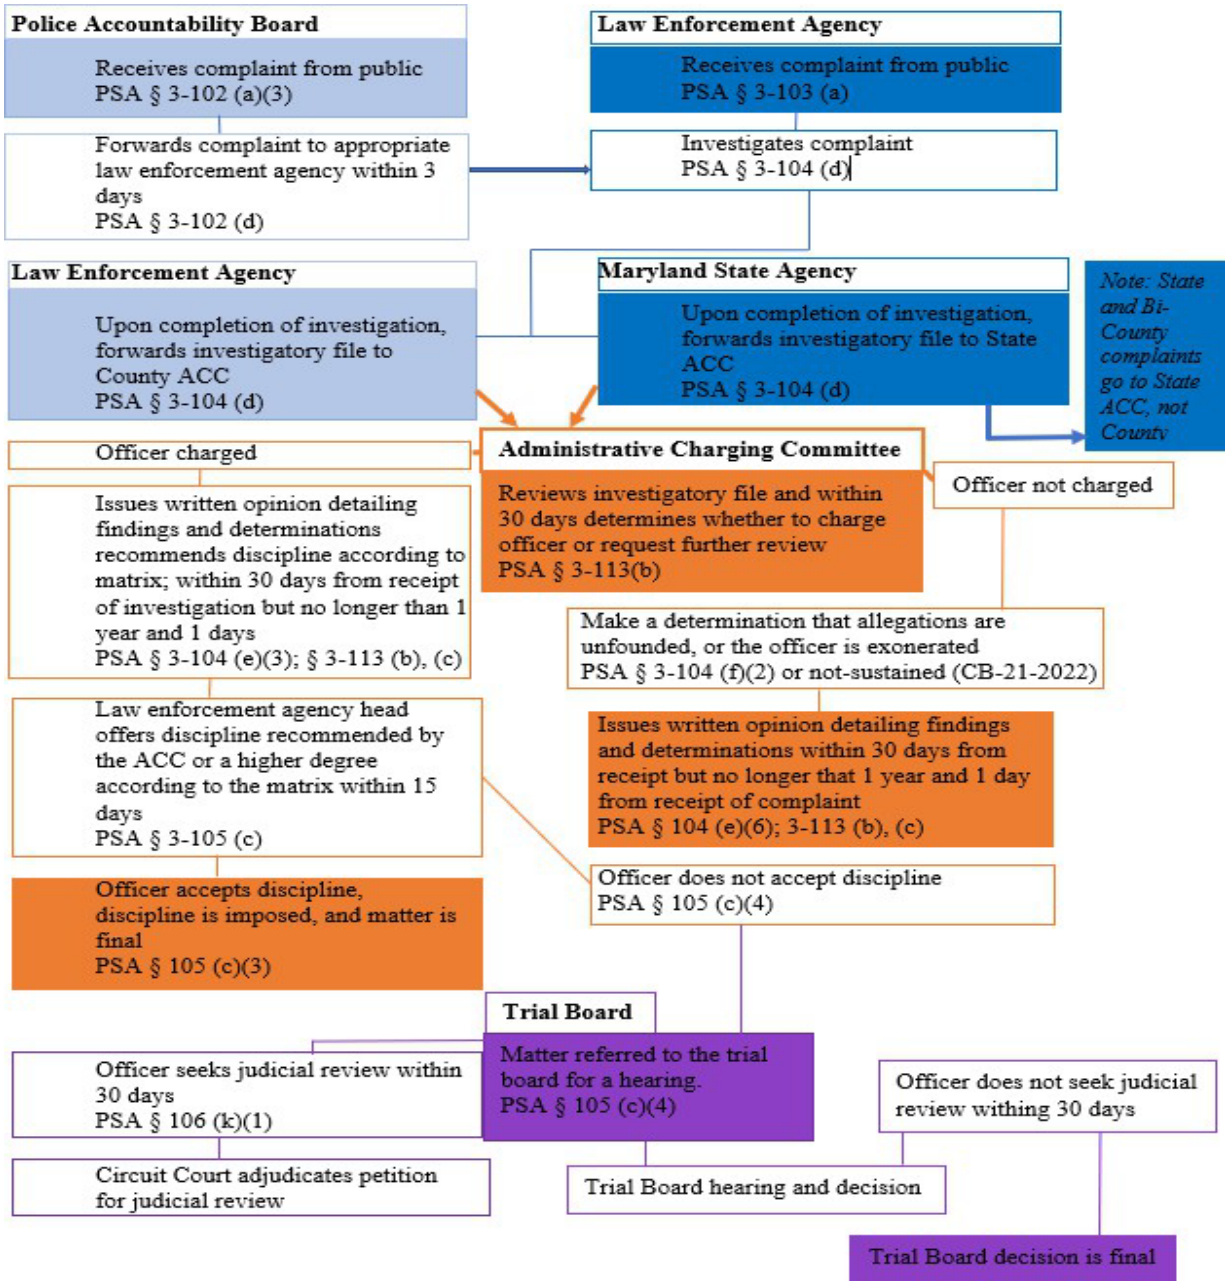 Police Accountability Board
Receives complaint from public
PSA § 3-102 (a)(3)
Forwards complaint to appropriate
law enforcement agency within 3
days
PSA § 3-102 (d)
Law Enforcement Agency
Receives complaint from public
PSA § 3-103 (a)
Investigates complaint
PSA § 3-104 (d)
Law Enforcement Agency
Upon completion of investigation,
forwards investigatory file to
County ACC
PSA § 3-104 (d)
Maryland State Agency
Upon completion of investigation,
forwards investigatory file to State
ACC
PSA § 3-104 (d)
Note: State
and Bi-
County
complaints
go to State
ACC, not
County
Administrative Charging Committee
Reviews investigatory file and within
30 days determines whether to charge
officer or request further review
PSA § 3-113(b)
Officer charged
Issues written opinion detailing
findings and determinations
recommends discipline according to
matrix; within 30 days from receipt
of investigation but no longer than 1
year and 1 days
PSA § 3-104 (e)(3); § 3-113 (b), (c)
Law enforcement agency head
offers discipline recommended by
the ACC or a higher degree
according to the matrix within 15
days
PSA § 3-105 (c)
Officer accepts discipline,
discipline is imposed, and matter is
final
PSA § 105 (c)(3)
Officer not charged
Make a determination that allegations are
unfounded, or the officer is exonerated
PSA § 3-104 (f)(2) or not-sustained (CB-21-2022)
Issues written opinion detailing findings
and determinations within 30 days from
receipt but no longer that 1 year and 1 day
from receipt of complaint
PSA § 104 (e)(6); 3-113 (b), (c)
Officer does not accept discipline
PSA § 105 (c)(4)
Trial Board
Matter referred to the trial
board for a hearing.
PSA § 105 (c)(4)
Officer seeks judicial review within
30 days
PSA § 106 (k)(1)
Circuit Court adjudicates petition
for judicial review
Trial Board hearing and decision
Officer does not seek judicial
review withing 30 days
Trial Board decision is final